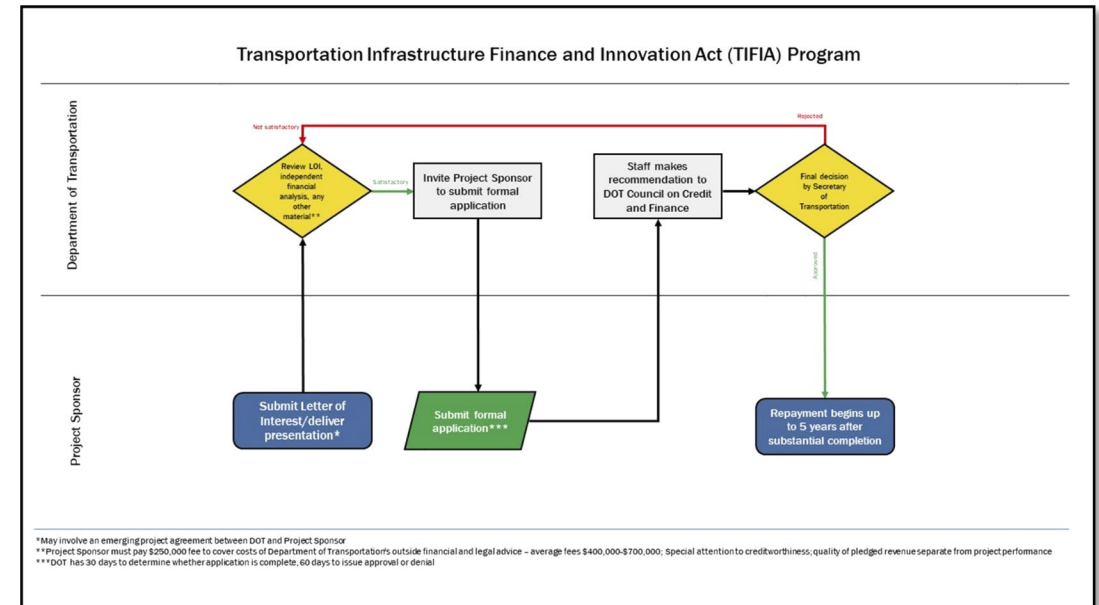 Transportation Infrastructure Finance and Innovation Act (TIFIA) Program
Department of Transportation
Not satisfactory
Rejected
Review LOI,
independent
financial
analysis, any
other
material**
Satisfactory
Invite Project Sponsor
to submit formal
application
Staff makes
recommendation to
DOT Council on Credit
and Finance
Final decision
by Secretary
of
Transportation
Approved
Project Sponsor
Submit Letter of
Interest/deliver
presentation*
Submit formal
application***
Repayment begins up
to 5 years after
substantial completion
*May involve an emerging project agreement between DOT and Project Sponsor
**Project Sponsor must pay $250,000 fee to cover costs of Department of Transportation's outside financial and legal advice – average fees $400,000-$700,000; Special attention to creditworthiness; quality of pledged revenue separate from project performance
***DOT has 30 days to determine whether application is complete, 60 days to issue approval or denial